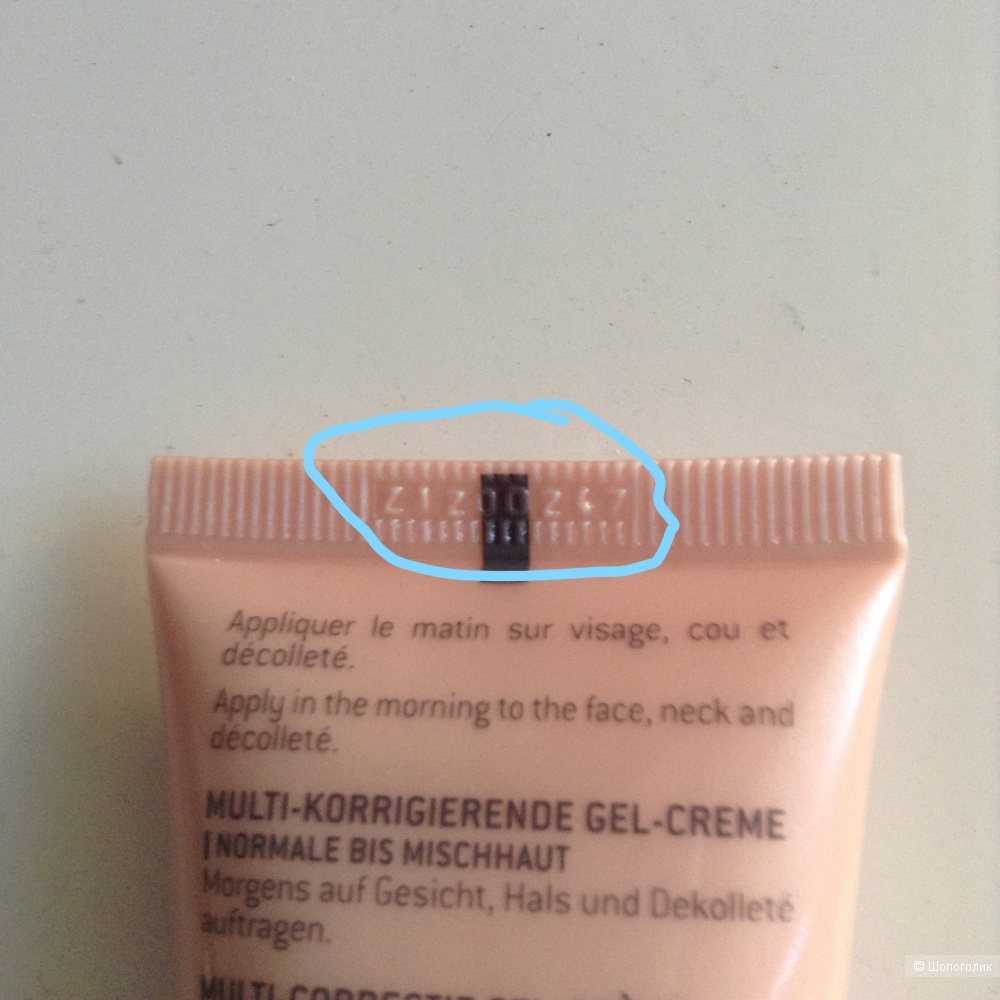 Z1200267
Appliquer le matin sur visage, cou et
décolleté.
Apply in the morning to the face, neck and
décolleté.
MULTI-KORRIGIERENDE GEL-CREME
| NORMALE BIS MISCHHAUT
Morgens auf Gesicht, Hals und Dekolleté
auftragen.
© Шопоголик